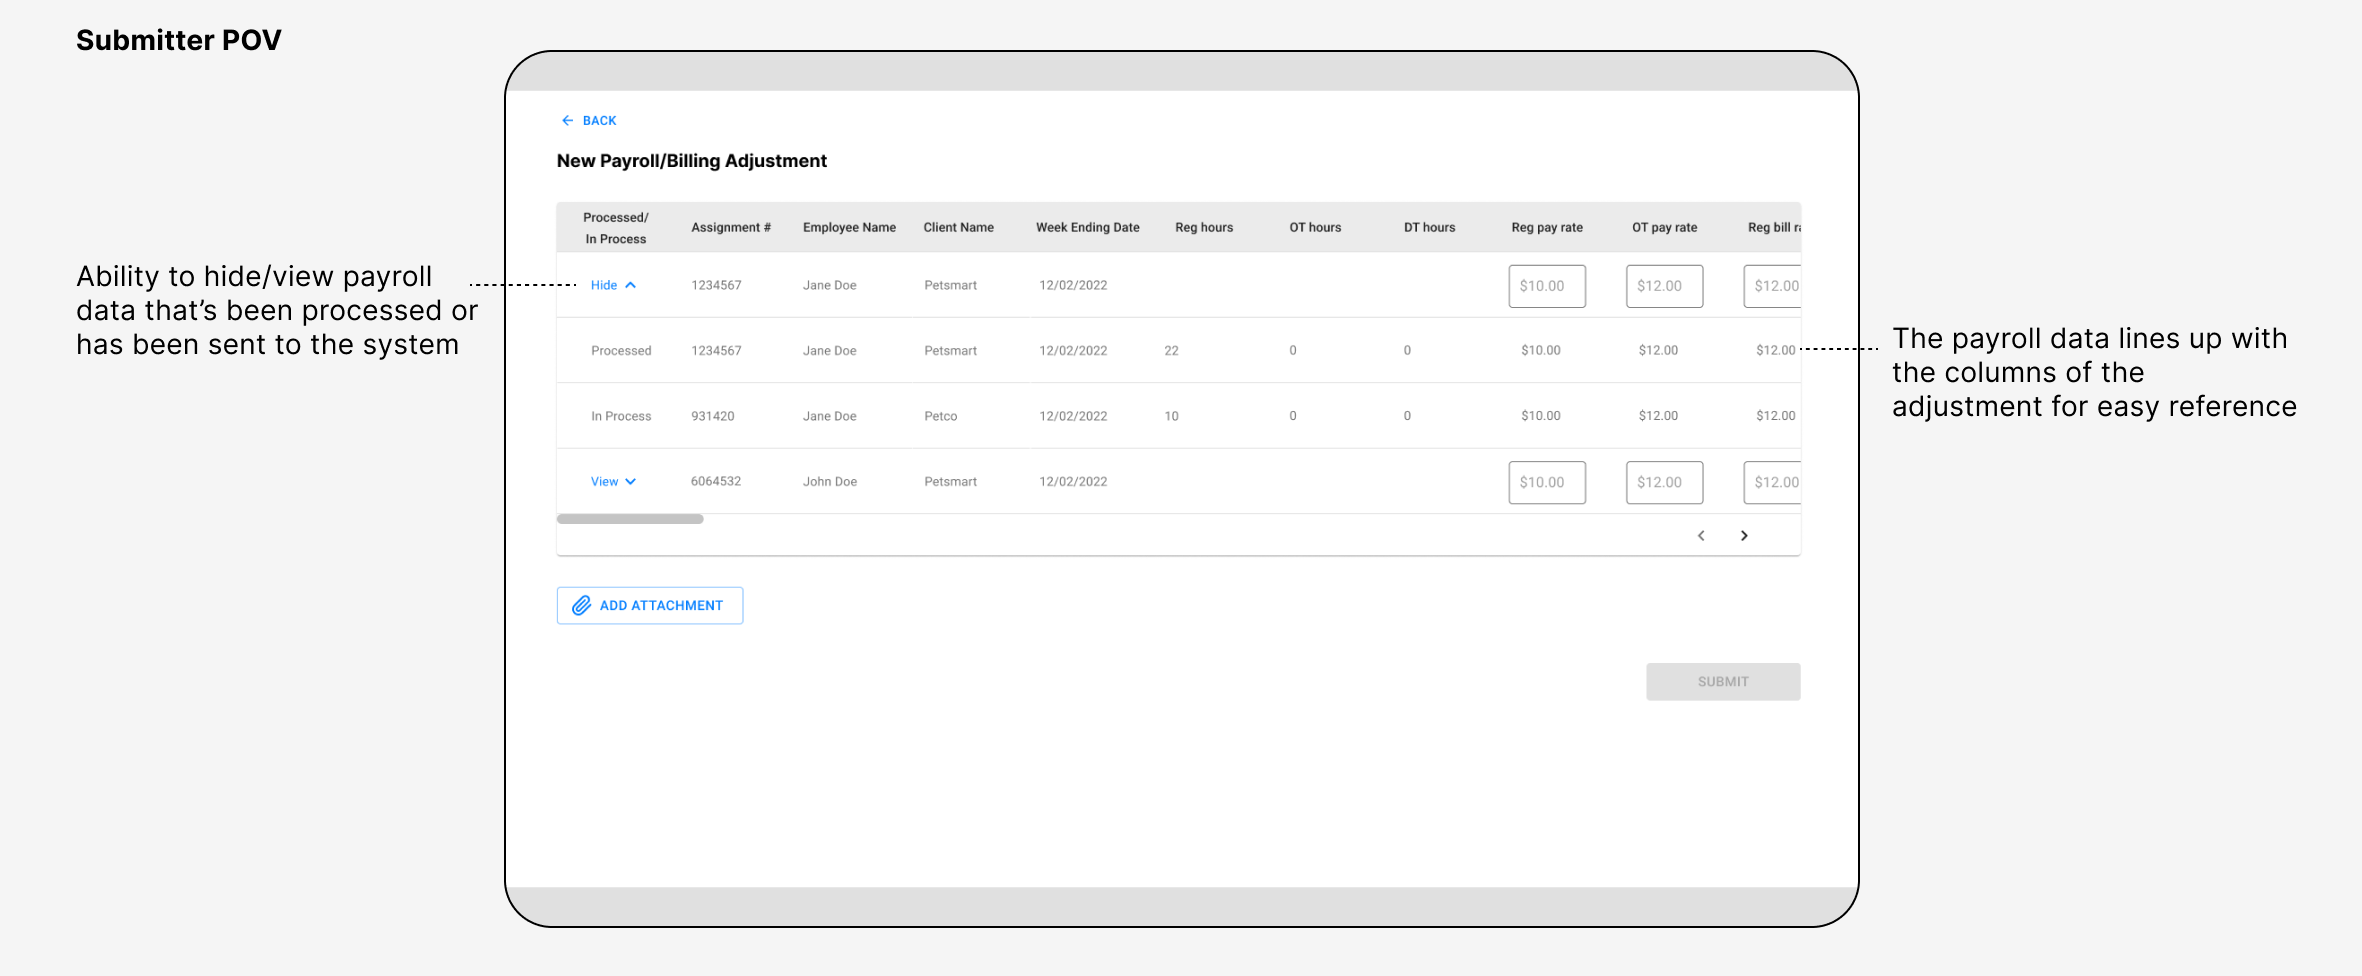 Submitter POV
BACK
New Payroll/Billing Adjustment
Processed/
In Process
Assignment # Employee Name Client Name Week Ending Date Reg hours OT hours DT hours Reg pay rate OT pay rate Reg bill
Hide 1234567 Jane Doe Petsmart 12/02/2022 $10.00 $12.00 $12.00
Processed 1234567 Jane Doe Petsmart 12/02/2022 22 0 0 $10.00 $12.00 $12.00
In Process 931420 Jane Doe Petco 12/02/2022 10 0 0 $10.00 $12.00 $12.00
View 6064532 John Doe Petsmart 12/02/2022 $10.00 $12.00 $12.00
ADD ATTACHMENT
SUBMIT
Ability to hide/view payroll
data that’s been processed or
has been sent to the system
The payroll data lines up with
the columns of the
adjustment for easy reference